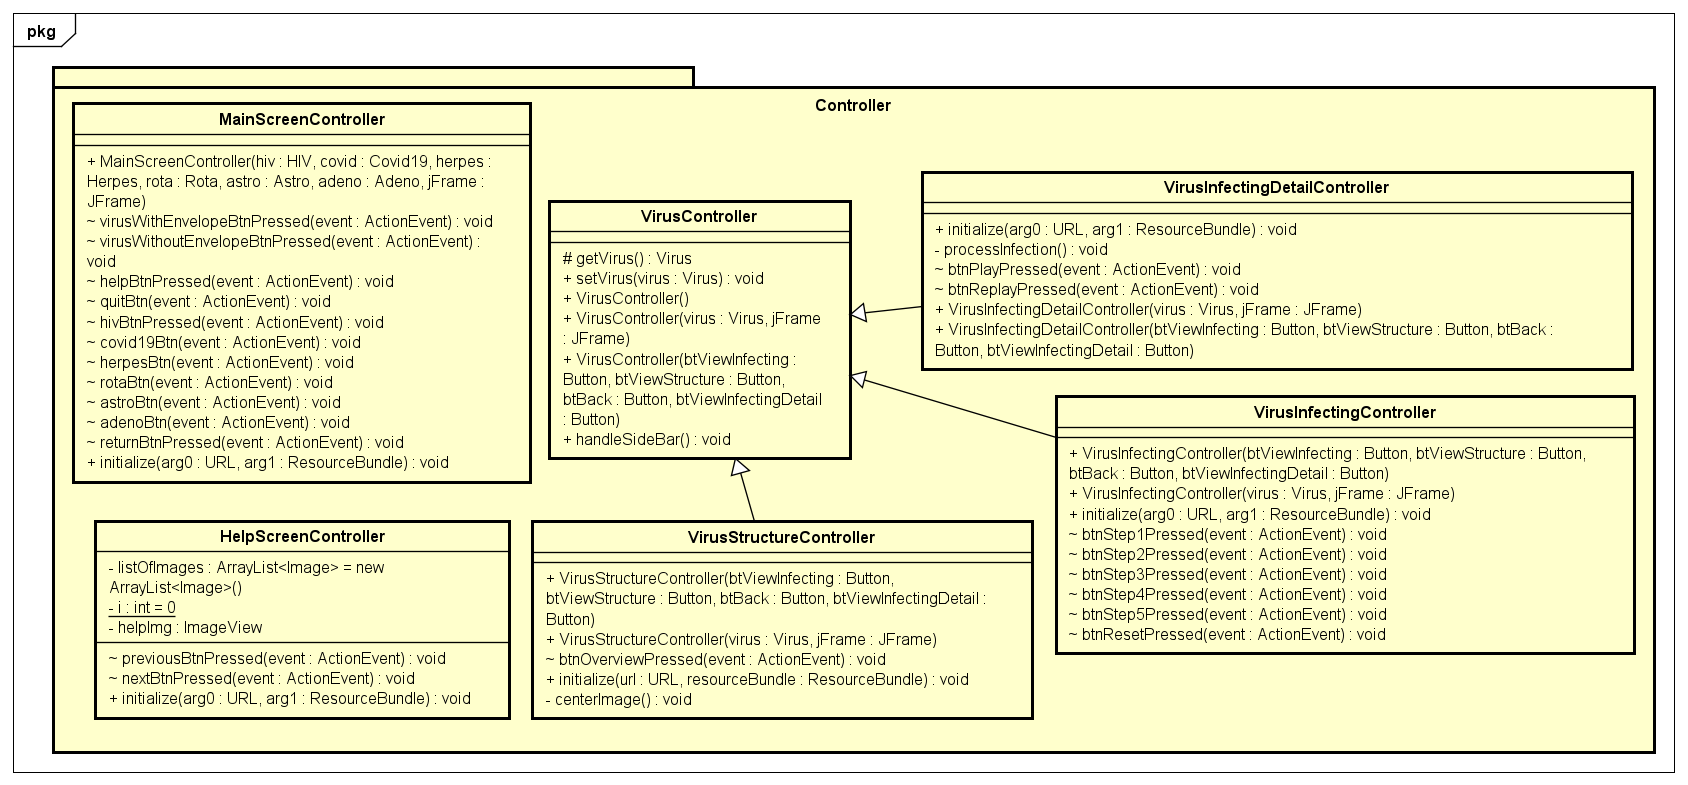 pkg
Controller
MainScreenController
+ MainScreenController(hiv : HIV, covid : Covid19, herpes :
Herpes, rota : Rota, astro : Astro, adeno : Adeno, jFrame :
JFrame)
~ virusWithEnvelopeBtnPressed(event : ActionEvent) : void
~ virusWithoutEnvelopeBtnPressed(event : ActionEvent) :
void
~ helpBtnPressed(event : ActionEvent) : void
~ quitBtn(event : ActionEvent) : void
~ hivBtnPressed(event : ActionEvent) : void
~ covid19Btn(event : ActionEvent) : void
~ herpesBtn(event : ActionEvent) : void
~ rotaBtn(event : ActionEvent) : void
~ astroBtn(event : ActionEvent) : void
~ adenoBtn(event : ActionEvent) : void
~ returnBtnPressed(event : ActionEvent) : void
+ initialize(arg0 : URL, arg1 : ResourceBundle) : void
VirusController
# getVirus() : Virus
+ setVirus(virus : Virus) : void
+ VirusController()
+ VirusController(virus : Virus, jFrame
: JFrame)
+ VirusController(btViewInfecting :
Button, btViewStructure : Button,
btBack : Button, btViewInfectingDetail
: Button)
+ handleSideBar() : void
VirusInfectingDetailController
+ initialize(arg0 : URL, arg1 : ResourceBundle) : void
- processInfection() : void
~ btnPlayPressed(event : ActionEvent) : void
~ btnReplayPressed(event : ActionEvent) : void
+ VirusInfectingDetailController(virus : Virus, jFrame : JFrame)
+ VirusInfectingDetailController(btViewInfecting : Button, btViewStructure : Button, btBack :
Button, btViewInfectingDetail : Button)
VirusInfectingController
+ VirusInfectingController(btViewInfecting : Button, btViewStructure : Button,
btBack : Button, btViewInfectingDetail : Button)
+ VirusInfectingController(virus : Virus, jFrame : JFrame)
+ initialize(arg0 : URL, arg1 : ResourceBundle) : void
~ btnStep1Pressed(event : ActionEvent) : void
~ btnStep2Pressed(event : ActionEvent) : void
~ btnStep3Pressed(event : ActionEvent) : void
~ btnStep4Pressed(event : ActionEvent) : void
~ btnStep5Pressed(event : ActionEvent) : void
~ btnResetPressed(event : ActionEvent) : void
HelpScreenController
- listOfImages : ArrayList<Image> = new
ArrayList<Image>()
- i : int = 0
- helpImg : ImageView
~ previousBtnPressed(event : ActionEvent) : void
~ nextBtnPressed(event : ActionEvent) : void
+ initialize(arg0 : URL, arg1 : ResourceBundle) : void
VirusStructureController
+ VirusStructureController(btViewInfecting : Button,
btViewStructure : Button, btBack : Button, btViewInfectingDetail :
Button)
+ VirusStructureController(virus : Virus, jFrame : JFrame)
~ btnOverviewPressed(event : ActionEvent) : void
+ initialize(url : URL, resourceBundle : ResourceBundle) : void
- centerImage() : void